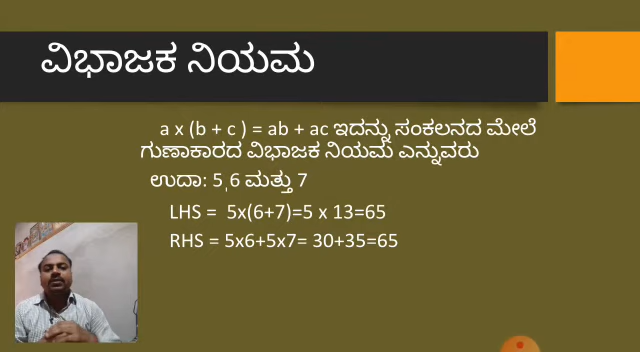 ವಿಭಾಜಕ ನಿಯಮ
a x (b + c ) = ab + ac ಇದನ್ನು ಸಂಕಲನದ ಮೇಲೆ
ಗುಣಾಕಾರದ ವಿಭಾಜಕ ನಿಯಮ ಎನ್ನುವರು
ಉದಾ: 5,6 ಮತ್ತು 7
LHS = 5x(6+7)=5 x 13=65
RHS = 5x6+5x7= 30+35=65